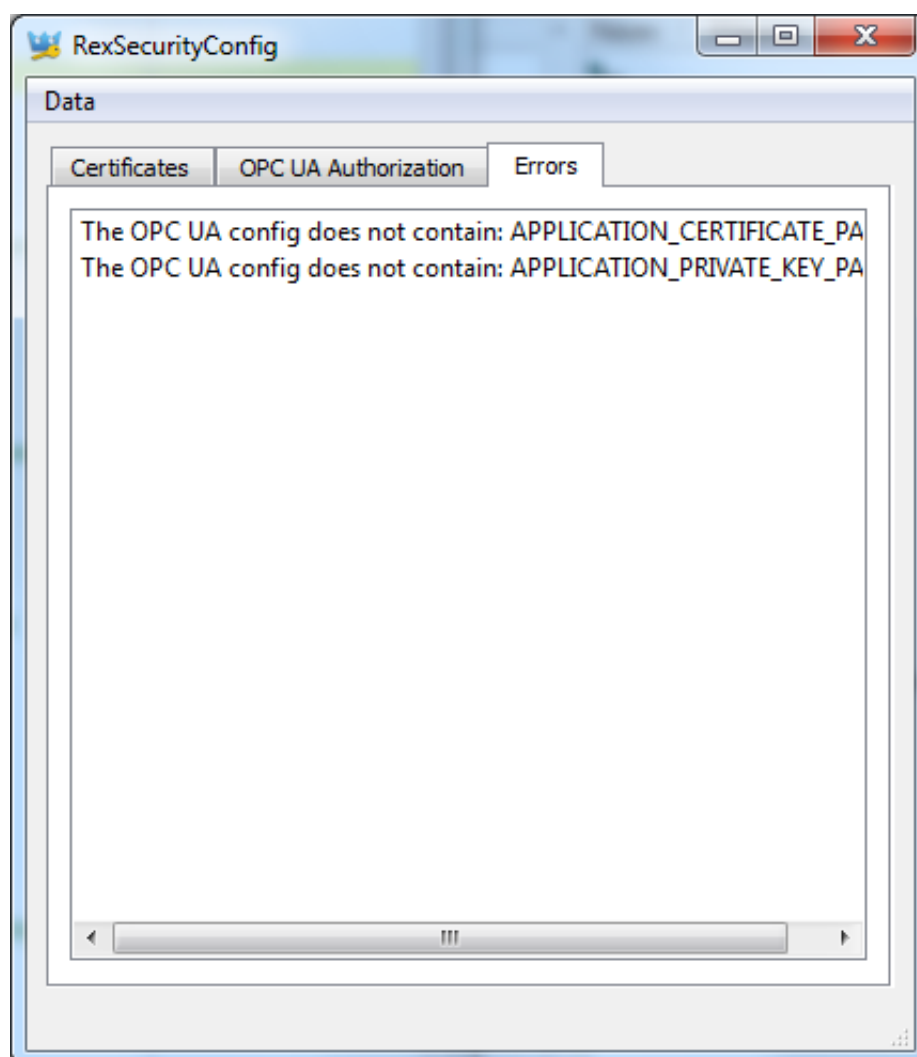 RexSecurityConfig
Data
Certificates
OPC UA Authorization
Errors
The OPC UA config does not contain: APPLICATION_CERTIFICATE_PA
The OPC UA config does not contain: APPLICATION_PRIVATE_KEY_PA